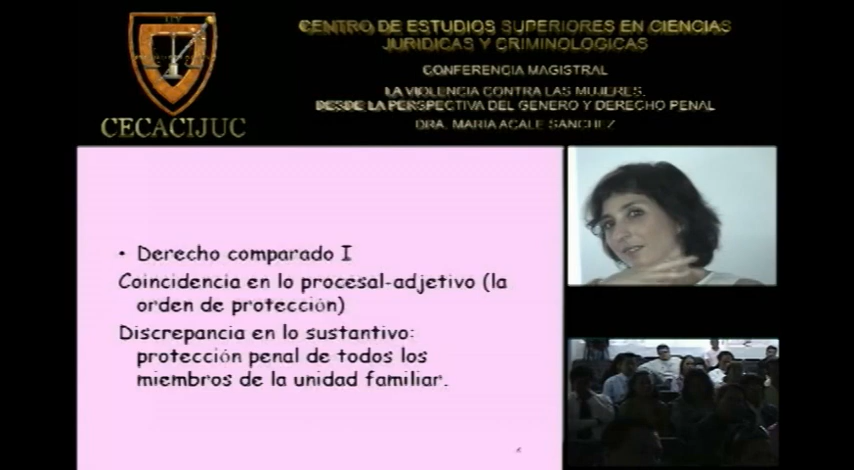 CENTRO DE ESTUDIOS SUPERIORES EN CIENCIAS
JURIDICAS Y CRIMINOLOGICAS
CONFERENCIA MAGISTRAL
LA VIOLENCIA CONTRA LAS MUJERES.
DESDE LA PERSPECTIVA DEL GENERO Y DERECHO PENAL
DRA. MARIA ACALE SANCHEZ
CECACIJUC
• Derecho comparado I
Coincidencia en lo procesal-adjetivo (la
orden de protección)
Discrepancia en lo sustantivo:
protección penal de todos los
miembros de la unidad familiar.